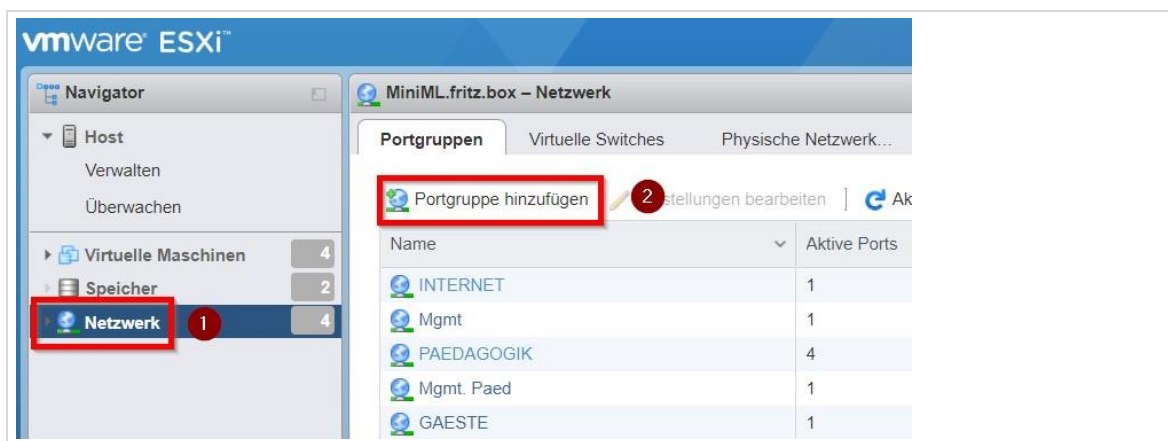 vmware ESXi™
Navigator
Host
Verwalten
Überwachen
Virtuelle Maschinen 4
Speicher 2
Netzwerk 1 4
MiniML.fritz.box – Netzwerk
Portgruppen Virtuelle Switches Physische Netzwerk...
Portgruppe hinzufügen 2 stellungen bearbeiten Ak
Name Aktive Ports
INTERNET 1
Mgmt 1
PAEDAGOGIK 4
Mgmt. Paed 1
GAESTE 1